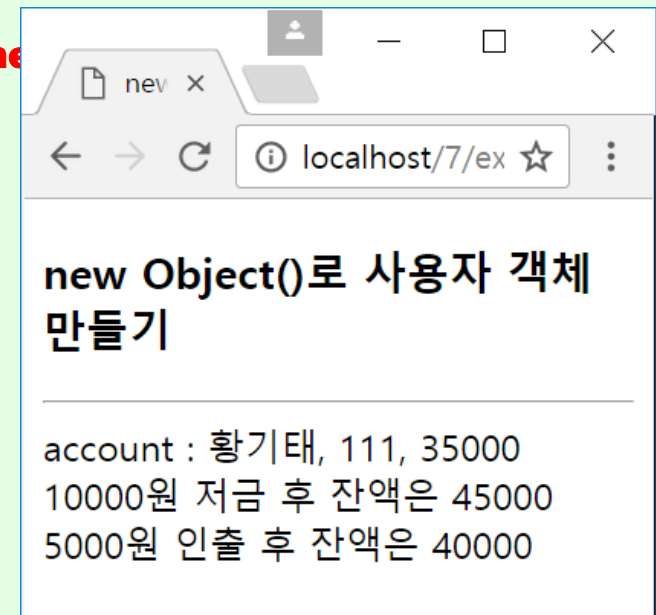 ne
new
localhost/7/ex
new Object()로 사용자 객체
만들기
account : 황기태, 111, 35000
10000원 저금 후 잔액은 45000
5000원 인출 후 잔액은 40000